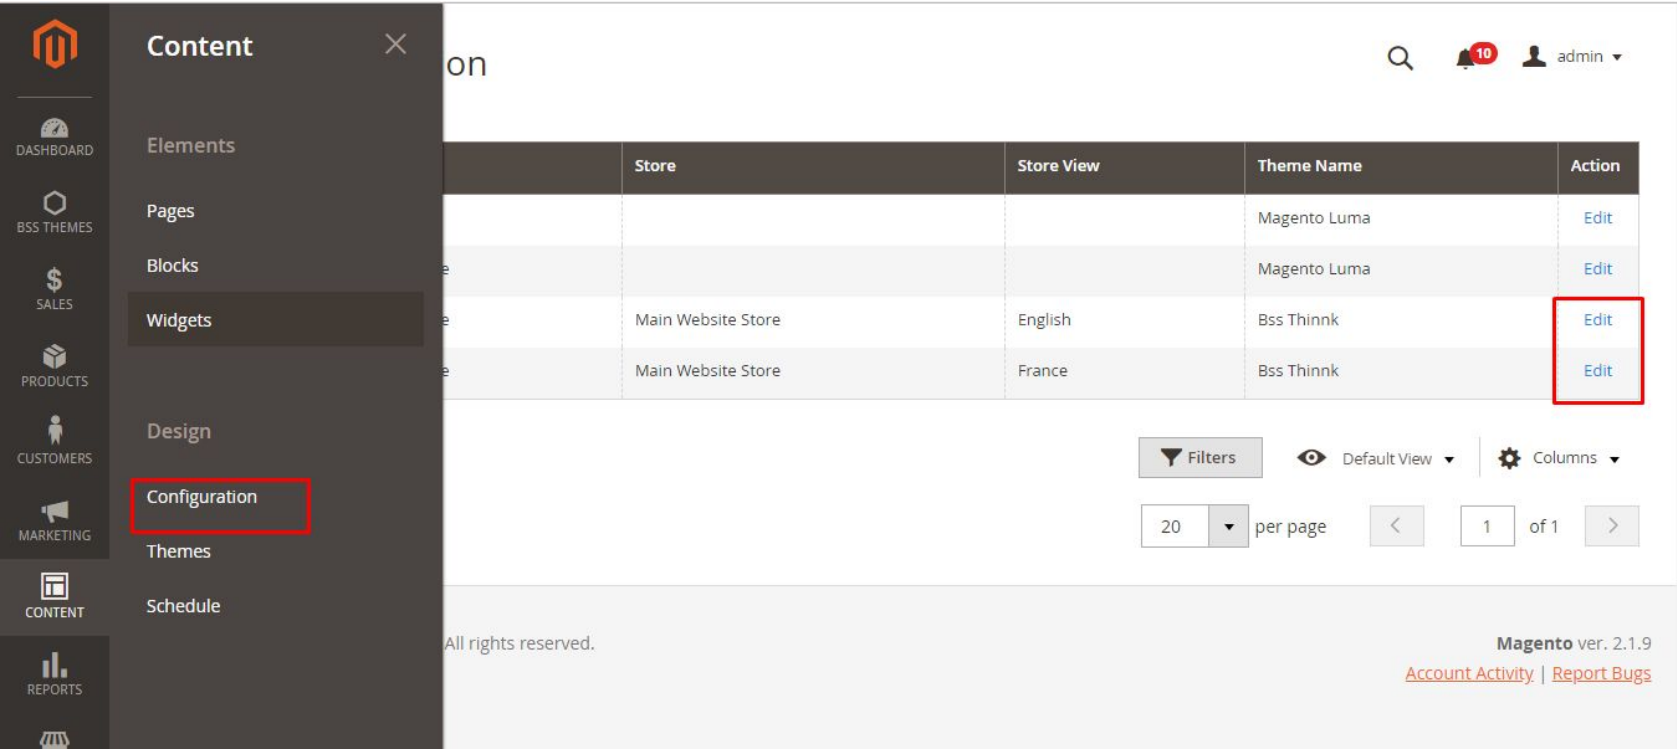 Content
on
10
admin
DASHBOARD
BSS THEMES
SALES
PRODUCTS
CUSTOMERS
MARKETING
CONTENT
REPORTS
Elements
Pages
Blocks
Widgets
Design
Configuration
Themes
Schedule
Store Store View Theme Name Action
Magento Luma Edit
e Magento Luma Edit
e Main Website Store English Bss Thinnk Edit
e Main Website Store France Bss Thinnk Edit
Filters Default View Columns
20 per page 1 of 1
All rights reserved.
Magento ver. 2.1.9
Account Activity | Report Bugs